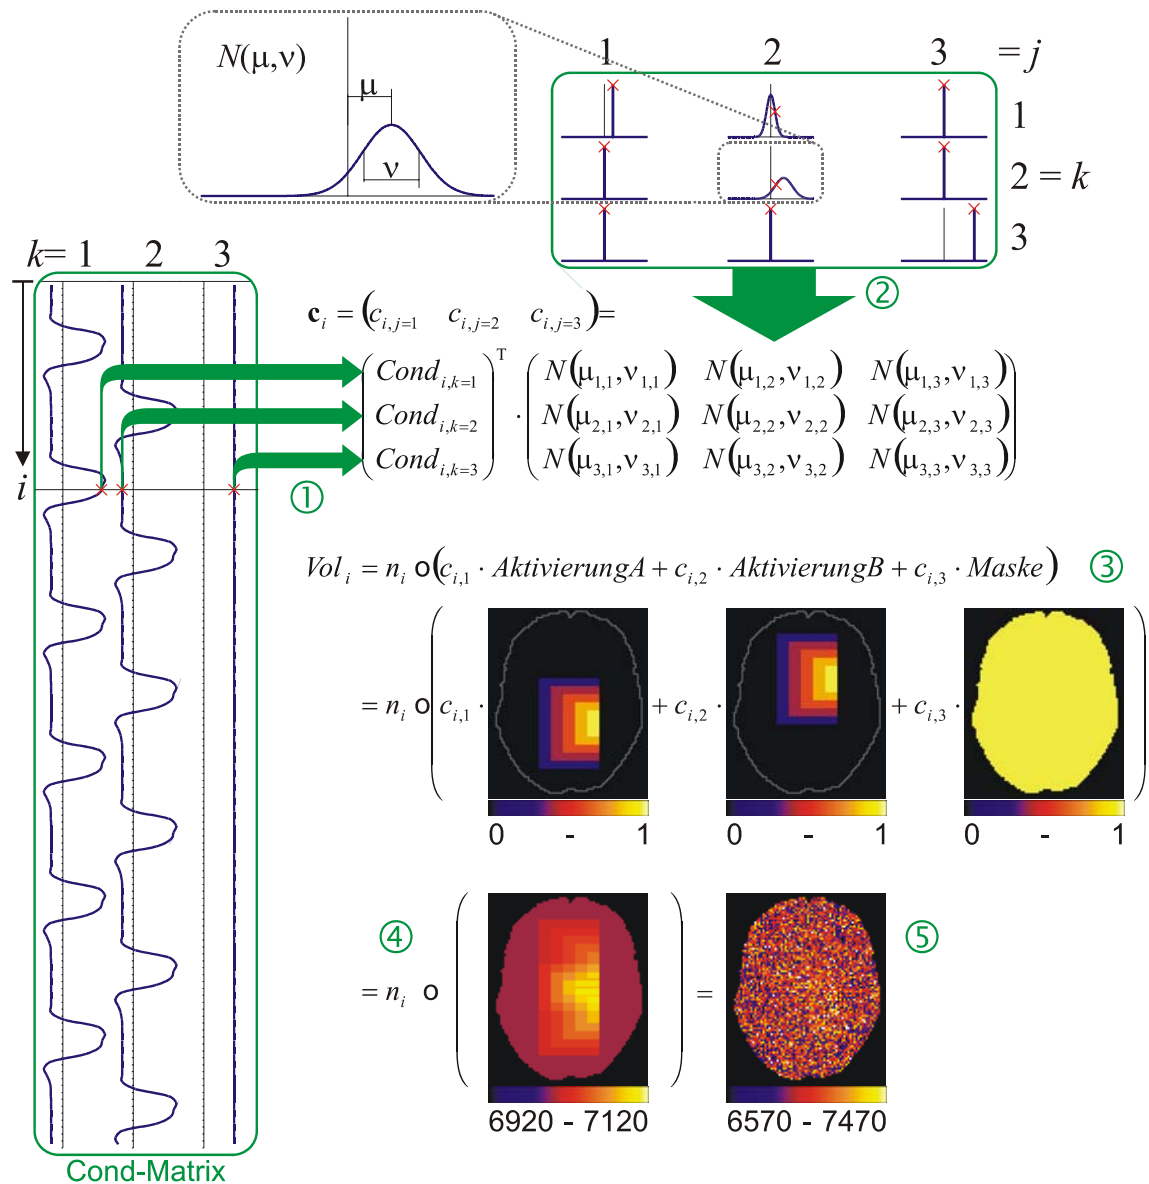 N(μ,ν)
μ
ν
1 2 3 = j
1
2 = k
3
k= 1 2 3
i
Cond-Matrix
②
c_i = (c_{i,j=1} c_{i,j=2} c_{i,j=3})=
(Cond_{i,k=1})^T · (N(μ_{1,1},ν_{1,1}) N(μ_{1,2},ν_{1,2}) N(μ_{1,3},ν_{1,3})
Cond_{i,k=2} N(μ_{2,1},ν_{2,1}) N(μ_{2,2},ν_{2,2}) N(μ_{2,3},ν_{2,3})
Cond_{i,k=3} N(μ_{3,1},ν_{3,1}) N(μ_{3,2},ν_{3,2}) N(μ_{3,3},ν_{3,3}))
①
Vol_i = n_i o(c_{i,1} · AktivierungA + c_{i,2} · AktivierungB + c_{i,3} · Maske) ③
= n_i o(c_{i,1} · + c_{i,2} · + c_{i,3} · )
0 - 1 0 - 1 0 - 1
④ ⑤
= n_i o ( ) =
6920 - 7120 6570 - 7470